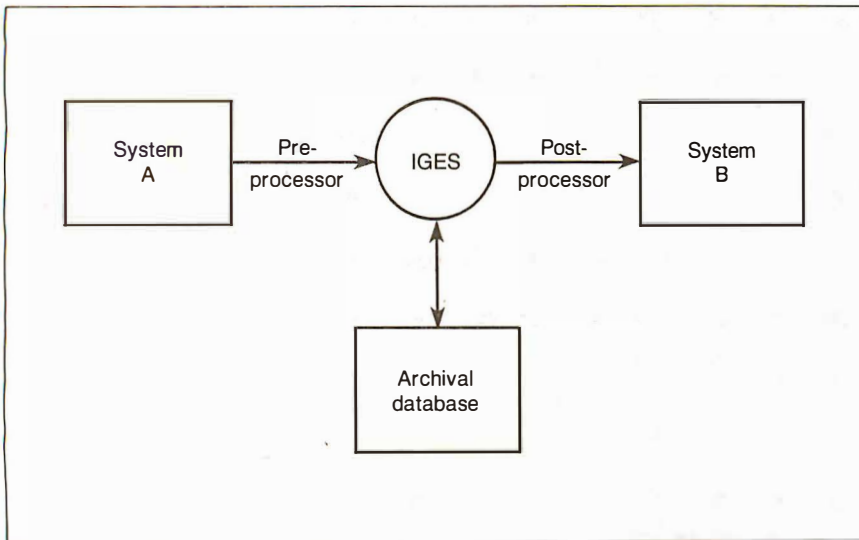 System
A
Pre-
processor
IGES
Post-
processor
System
B
Archival
database